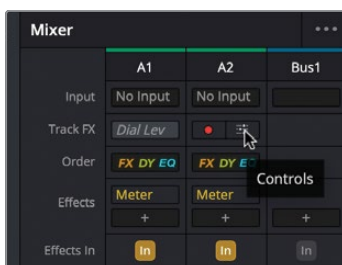 Mixer
A1 A2 Bus1
Input No Input No Input
Track FX Dial Lev
Order FX DY EQ FX DY EQ
Controls
Effects Meter Meter
+ + +
Effects In In In In